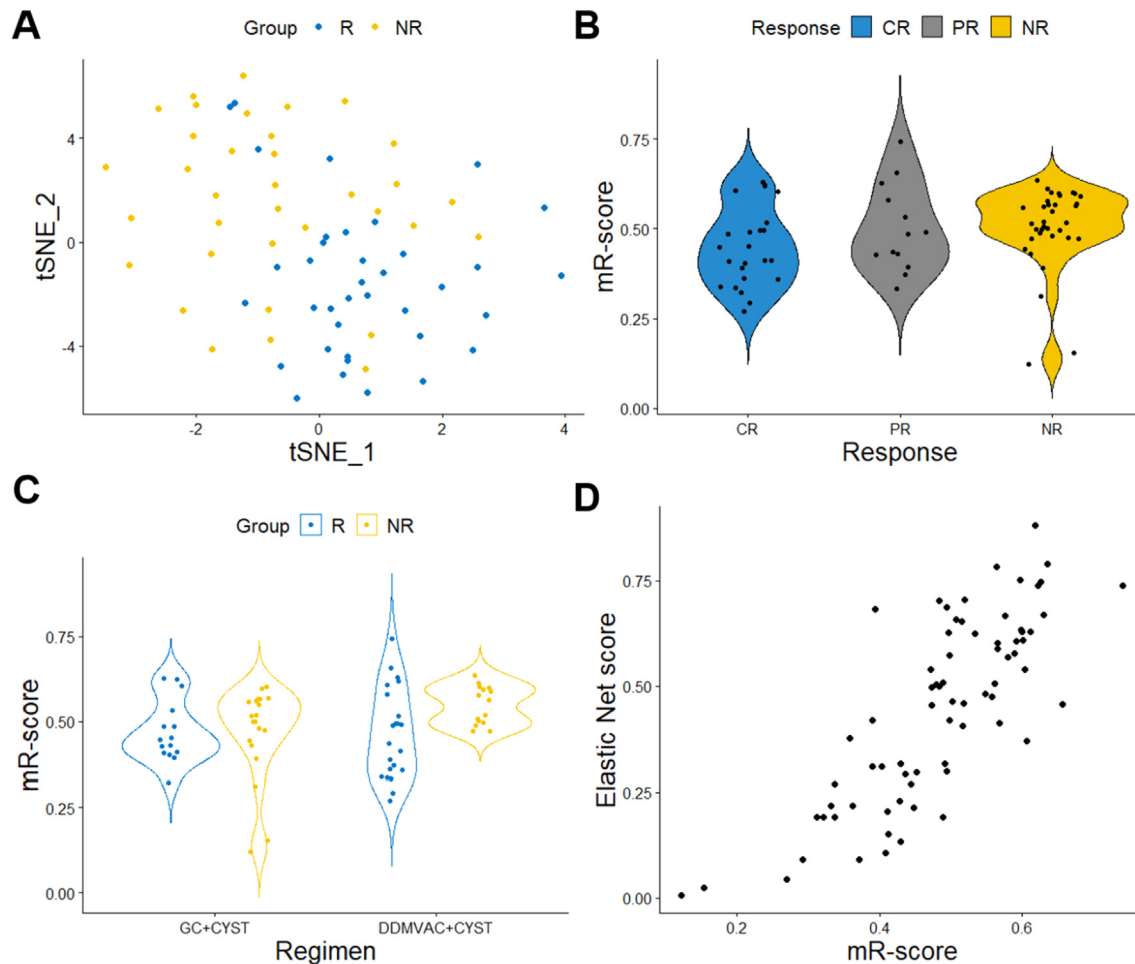 A
Group R NR
4
0
-4
-2 0 2 4
tSNE_1
tSNE_2
B
Response CR PR NR
0.75
0.50
0.25
0.00
CR PR NR
Response
mR-score
C
Group R NR
0.75
0.50
0.25
0.00
GC+CYST DDMVAC+CYST
Regimen
mR-score
D
0.75
0.50
0.25
0.00
0.2 0.4 0.6
mR-score
Elastic Net score